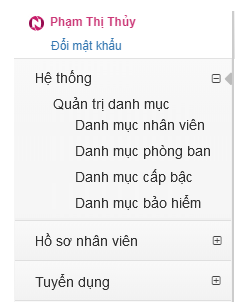 Phạm Thị Thủy
Đổi mật khẩu
Hệ thống
Quản trị danh mục
Danh mục nhân viên
Danh mục phòng ban
Danh mục cấp bậc
Danh mục bảo hiểm
Hồ sơ nhân viên
Tuyển dụng